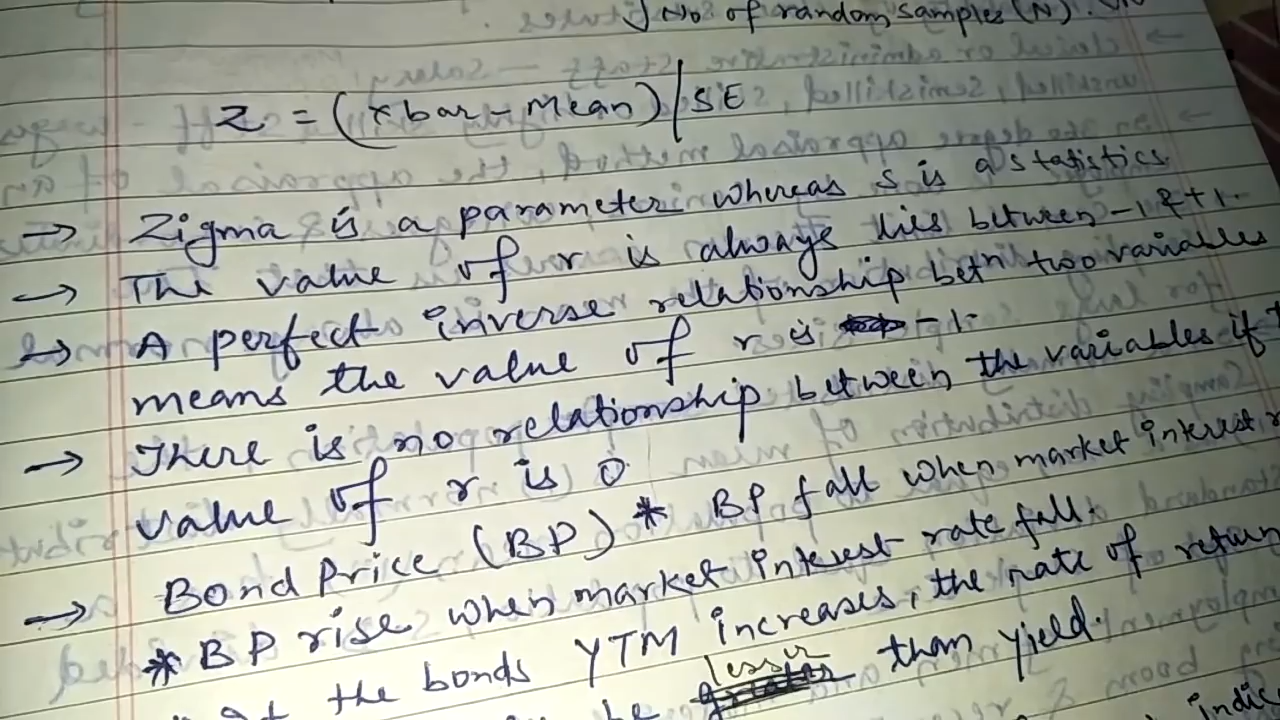 No of random samples (N).
Z = (x bar - Mean) / SE
→ Zigma is a parameter whereas s is a statistics.
→ The value of r is always lies between -1 & +1.
→ A perfect inverse relationship betn two variables
means the value of r is -1.
→ There is no relationship between the variables if
value of r is 0
→ Bond Price (BP) * BP fall when market interest r
* BP rise when market interest rate fall.
the bonds YTM increases, the rate of return
be lesser than yield.
indic